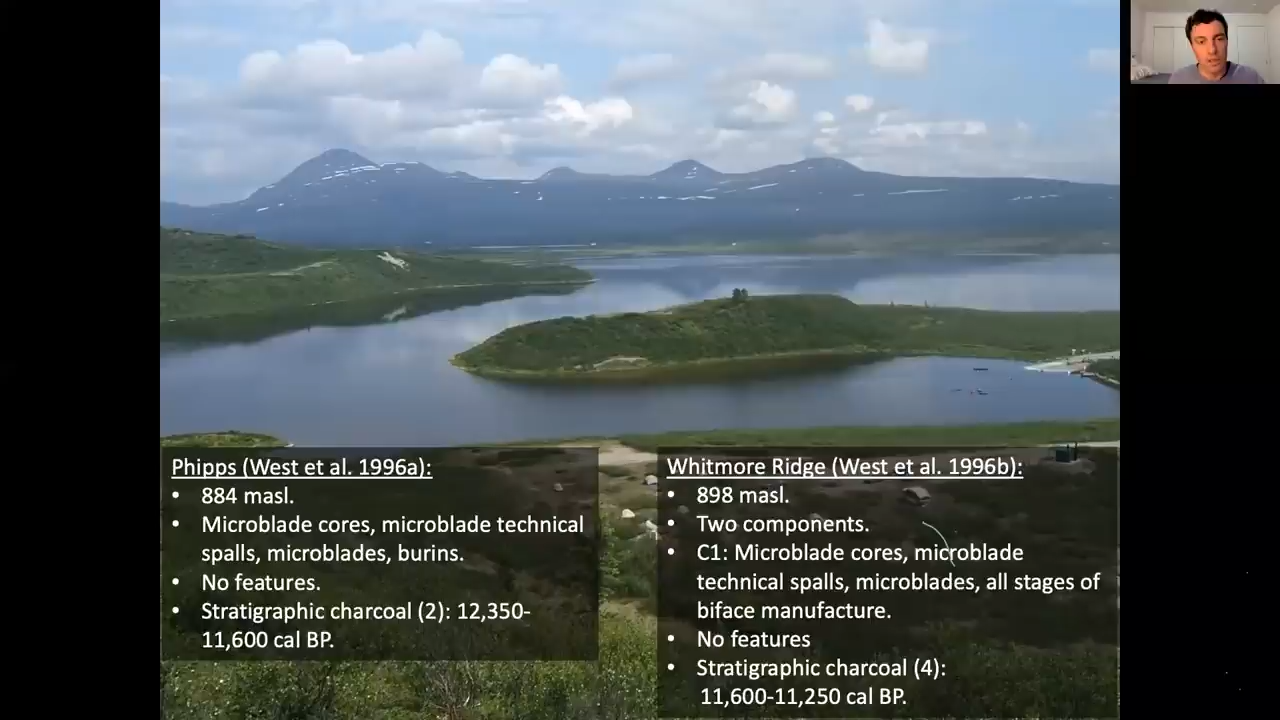 Phipps (West et al. 1996a):
• 884 masl.
• Microblade cores, microblade technical
spalls, microblades, burins.
• No features.
• Stratigraphic charcoal (2): 12,350-
11,600 cal BP.
Whitmore Ridge (West et al. 1996b):
• 898 masl.
• Two components.
• C1: Microblade cores, microblade
technical spalls, microblades, all stages of
biface manufacture.
• No features
• Stratigraphic charcoal (4):
11,600-11,250 cal BP.